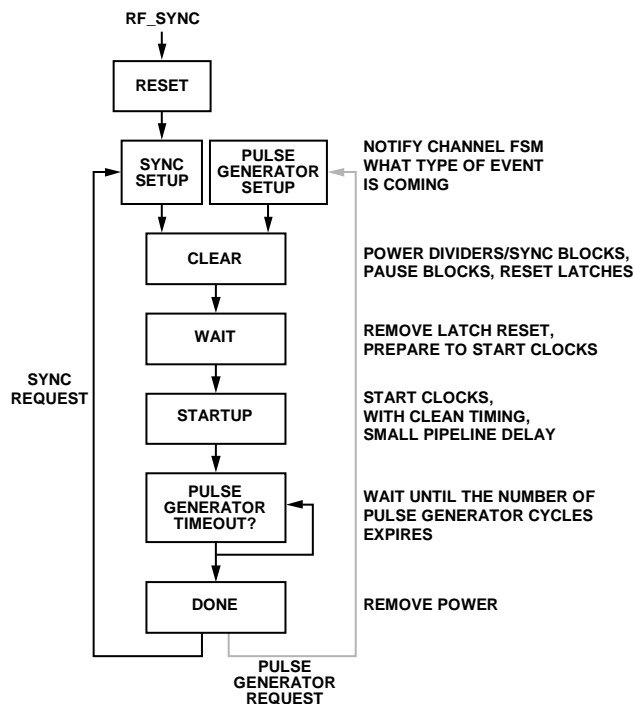 RF_SYNC
RESET
SYNC
SETUP
PULSE
GENERATOR
SETUP
NOTIFY CHANNEL FSM
WHAT TYPE OF EVENT
IS COMING
CLEAR
POWER DIVIDERS/SYNC BLOCKS,
PAUSE BLOCKS, RESET LATCHES
WAIT
REMOVE LATCH RESET,
PREPARE TO START CLOCKS
SYNC
REQUEST
STARTUP
START CLOCKS,
WITH CLEAN TIMING,
SMALL PIPELINE DELAY
PULSE
GENERATOR
TIMEOUT?
WAIT UNTIL THE NUMBER OF
PULSE GENERATOR CYCLES
EXPIRES
DONE
REMOVE POWER
PULSE
GENERATOR
REQUEST